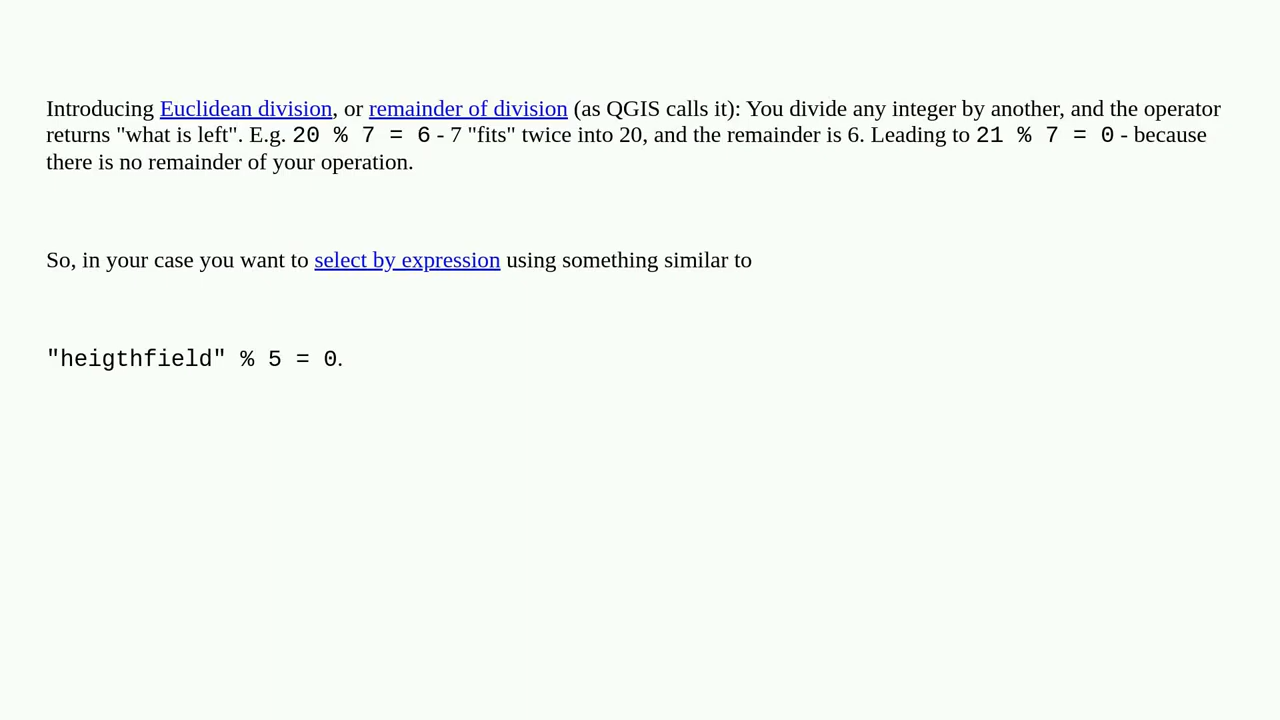 Introducing Euclidean division, or remainder of division (as QGIS calls it): You divide any integer by another, and the operator
returns "what is left". E.g. 20 % 7 = 6 - 7 "fits" twice into 20, and the remainder is 6. Leading to 21 % 7 = 0 - because
there is no remainder of your operation.
So, in your case you want to select by expression using something similar to
"heigthfield" % 5 = 0.